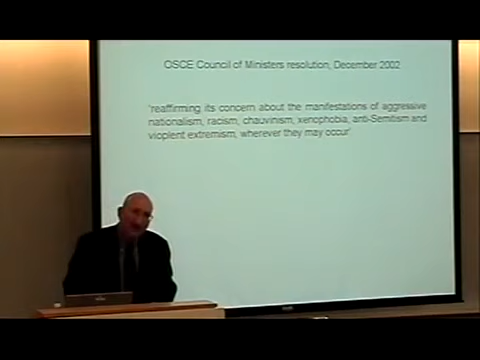 OSCE Council of Ministers resolution, December 2002
'reaffirming its concern about the manifestations of aggressive
nationalism, racism, chauvinism, xenophobia, anti-Semitism and
vioplent extremism, wherever they may occur'